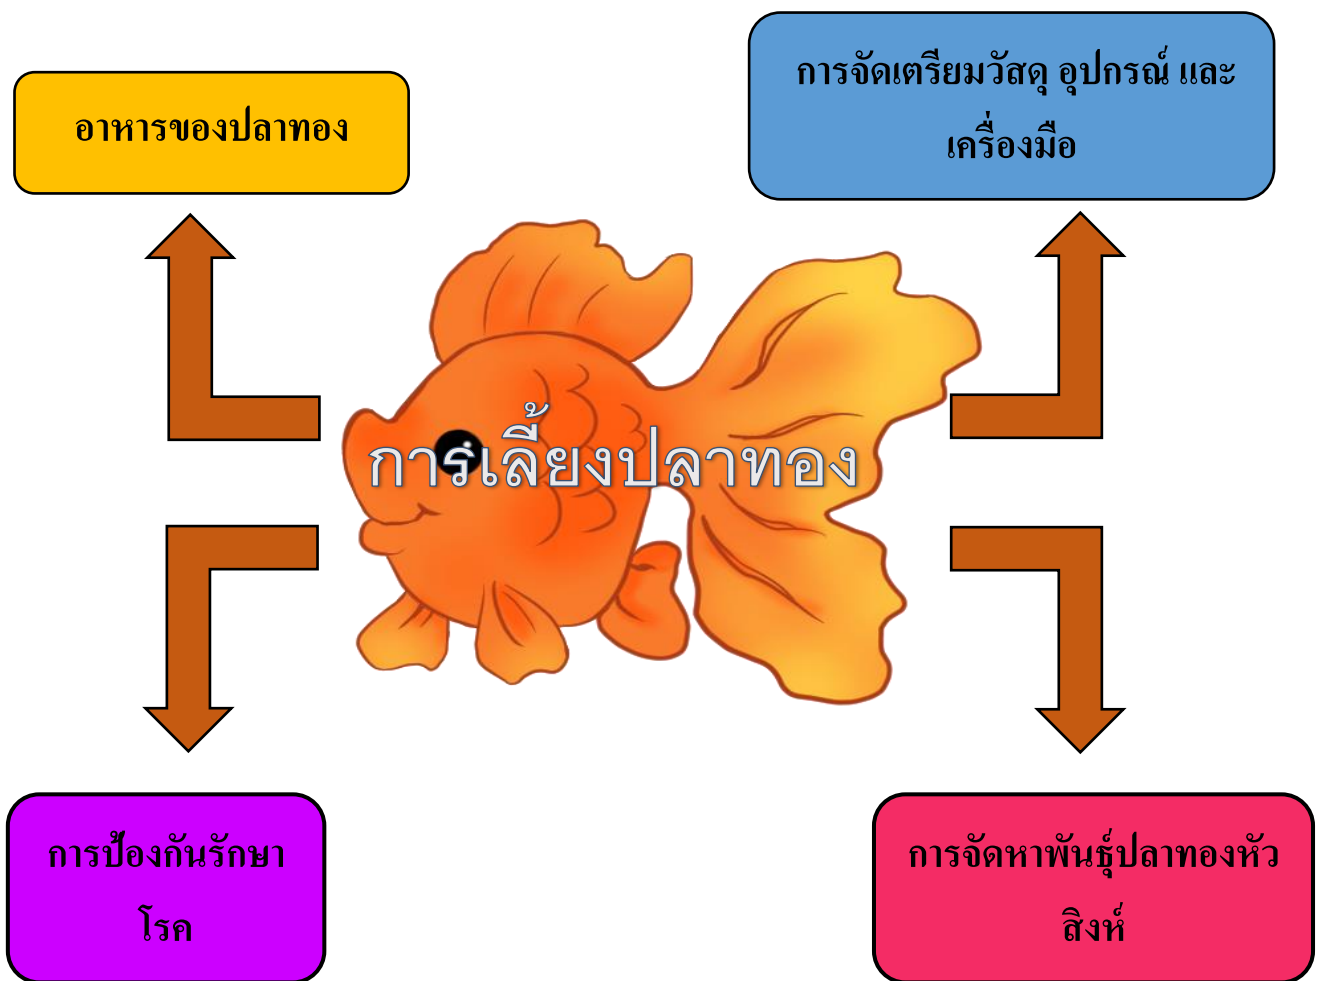 อาหารของปลาทอง
การจัดเตรียมวัสดุ อุปกรณ์ และ
เครื่องมือ
การเลี้ยงปลาทอง
การป้องกันรักษา
โรค
การจัดหาพันธุ์ปลาทองหัว
สิงห์